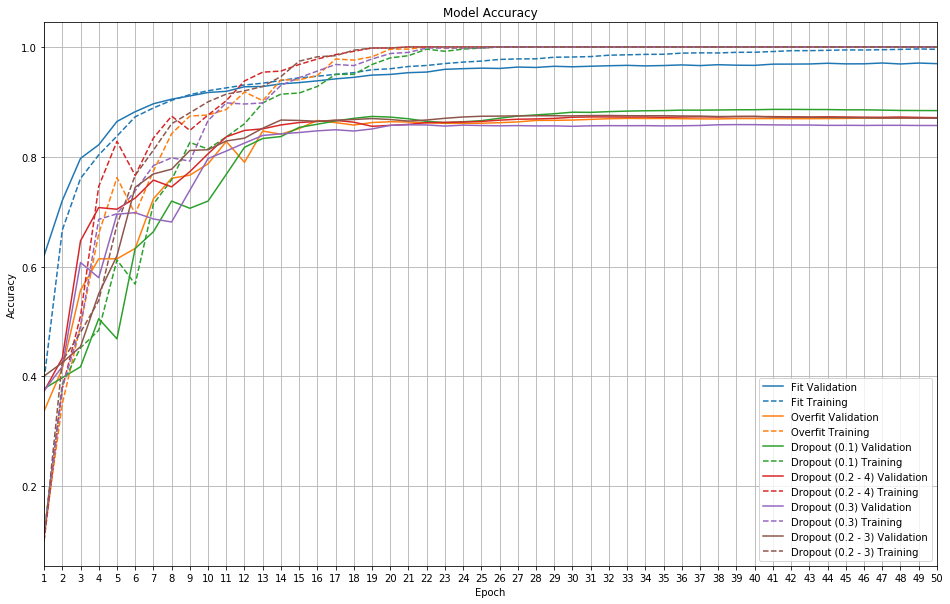 Model Accuracy
Accuracy
1.0
0.8
0.6
0.4
0.2
Fit Validation
Fit Training
Overfit Validation
Overfit Training
Dropout (0.1) Validation
Dropout (0.1) Training
Dropout (0.2 - 4) Validation
Dropout (0.2 - 4) Training
Dropout (0.3) Validation
Dropout (0.3) Training
Dropout (0.2 - 3) Validation
Dropout (0.2 - 3) Training
1 2 3 4 5 6 7 8 9 10 11 12 13 14 15 16 17 18 19 20 21 22 23 24 25 26 27 28 29 30 31 32 33 34 35 36 37 38 39 40 41 42 43 44 45 46 47 48 49 50
Epoch